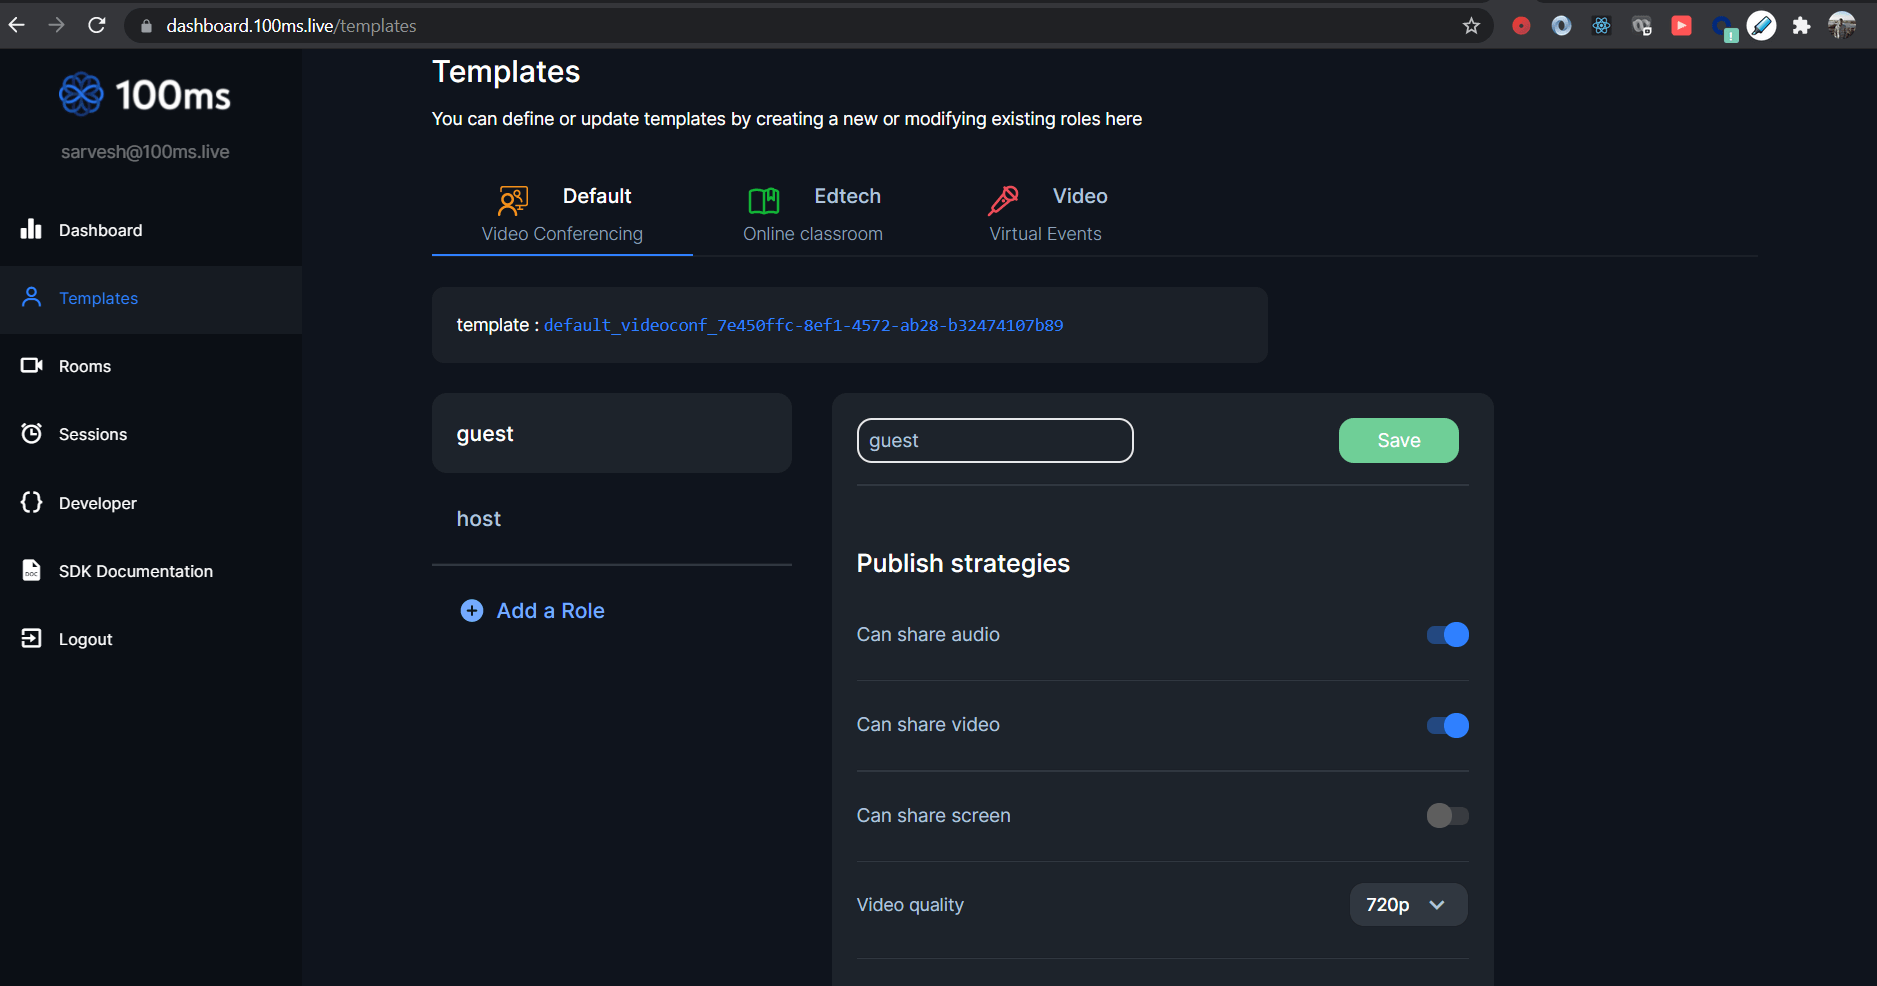 dashboard.100ms.live/templates
100ms
sarvesh@100ms.live
Dashboard
Templates
Rooms
Sessions
Developer
DOC
SDK Documentation
Logout
Templates
You can define or update templates by creating a new or modifying existing roles here
Default
Video Conferencing
Edtech
Online classroom
Video
Virtual Events
template : default_videoconf_7e450ffc-8ef1-4572-ab28-b32474107b89
guest
host
Add a Role
guest
Save
Publish strategies
Can share audio
Can share video
Can share screen
Video quality
720p